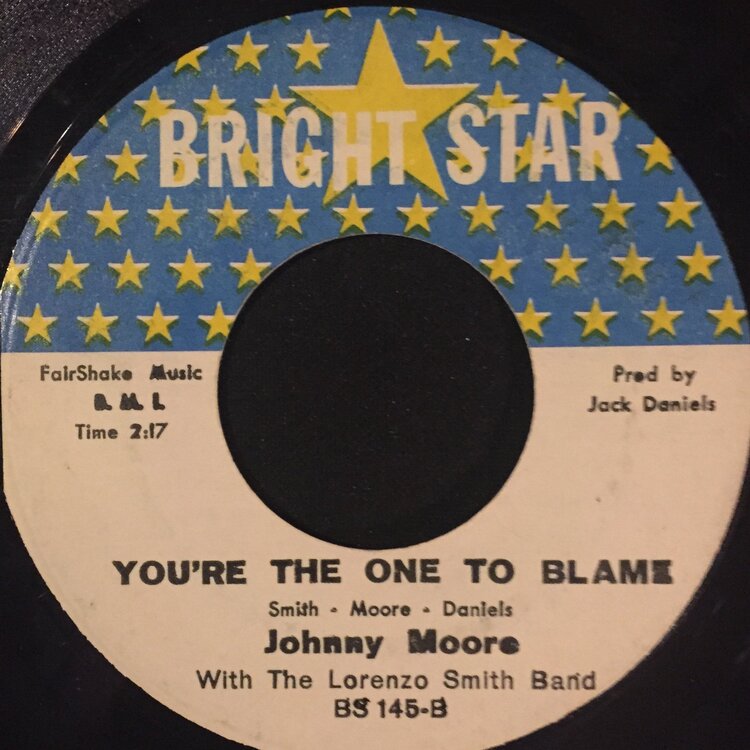 BRIGHT STAR
FairShake Music
B. M. I.
Time 2:17
Prod by
Jack Daniels
YOU'RE THE ONE TO BLAME
Smith - Moore - Daniels
Johnny Moore
With The Lorenzo Smith Band
BS 145-B